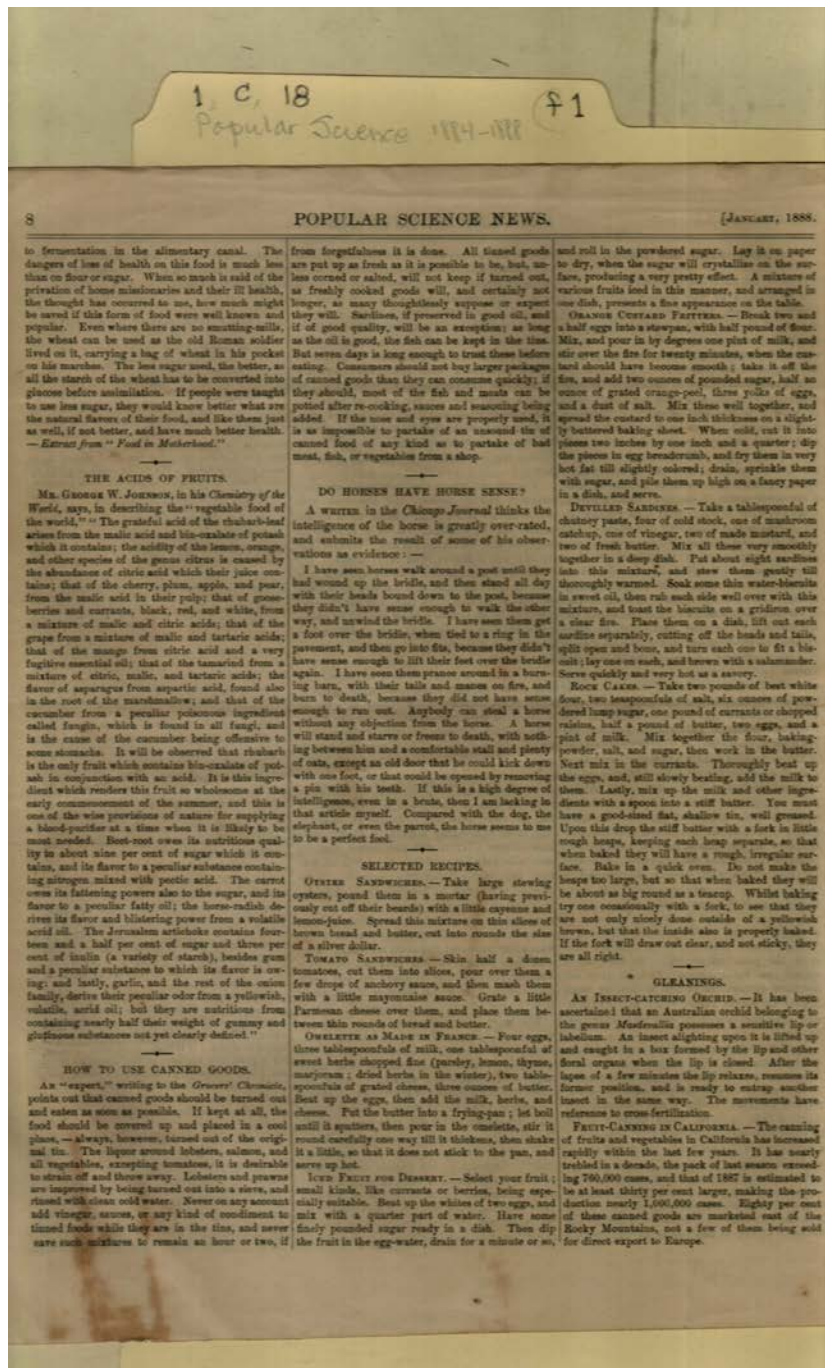 1, C, 18
f 1
Popular Science 1884-1888
8
POPULAR SCIENCE NEWS.
[JANUARY, 1888.
to fermentation in the alimentary canal. The
dangers of loss of health on this food is much less
than on flour or sugar. When so much is said of the
privation of home missionaries and their ill health,
the thought has occurred to me, how much might
be saved if this form of food were well known and
popular. Even where there are no smutting-mills,
the wheat can be used as the old Roman soldier
lived on it, carrying a bag of wheat in his pocket
on his marches. The less sugar used, the better, as
all the starch of the wheat has to be converted into
glucose before assimilation. If people were taught
to use less sugar, they would know better what are
the natural flavors of their food, and like them just
as well, if not better, and have much better health.
— Extract from "Food in Motherhood."
THE ACIDS OF FRUITS.
MR. GEORGE W. JOHNSON, in his Chemistry of the
World, says, in describing the "vegetable food of
the world," "The grateful acid of the rhubarb-leaf
arises from the malic acid and bin-oxalate of potash
which it contains; the acidity of the lemon, orange,
and other species of the genus citrus is caused by
the abundance of citric acid which their juice con-
tains; that of the cherry, plum, apple, and pear,
from the malic acid in their pulp; that of goose-
berries and currants, black, red, and white, from
a mixture of malic and citric acids; that of the
grape from a mixture of malic and tartaric acids;
that of the mango from citric acid and a very
fugitive essential oil; that of the tamarind from a
mixture of citric, malic, and tartaric acids; the
flavor of asparagus from aspartic acid, found also
in the root of the marshmallow; and that of the
cucumber from a peculiar poisonous ingredient
called fungin, which is found in all fungi, and
is the cause of the cucumber being offensive to
some stomachs. It will be observed that rhubarb
is the only fruit which contains bin-oxalate of pot-
ash in conjunction with an acid. It is this ingre-
dient which renders this fruit so wholesome at the
early commencement of the summer, and this is
one of the wise provisions of nature for supplying
a blood-purifier at a time when it is likely to be
most needed. Beet-root owes its nutritious qual-
ity to about nine per cent of sugar which it con-
tains, and its flavor to a peculiar substance contain-
ing nitrogen mixed with pectic acid. The carrot
owes its fattening powers also to the sugar, and its
flavor to a peculiar fatty oil; the horse-radish de-
rives its flavor and blistering power from a volatile
acrid oil. The Jerusalem artichoke contains four-
teen and a half per cent of sugar and three per
cent of inulin (a variety of starch), besides gum
and a peculiar substance to which its flavor is ow-
ing; and lastly, garlic, and the rest of the onion
family, derive their peculiar odor from a yellowish,
volatile, acrid oil; but they are nutritious from
containing nearly half their weight of gummy and
glutinous substances not yet clearly defined."
HOW TO USE CANNED GOODS.
AN "expert," writing to the Grocers' Chronicle,
points out that canned goods should be turned out
and eaten as soon as possible. If kept at all, the
food should be covered up and placed in a cool
place, — always, however, turned out of the origi-
nal tin. The liquor around lobsters, salmon, and
all vegetables, excepting tomatoes, it is desirable
to strain off and throw away. Lobsters and prawns
are improved by being turned out into a sieve, and
rinsed with clean cold water. Never on any account
add vinegar, sauces, or any kind of condiment to
tinned foods while they are in the tins, and never
eave such mixtures to remain an hour or two, if
from forgetfulness it is done. All tinned goods
are put up as fresh as it is possible to be, but, un-
less corned or salted, will not keep if turned out,
as freshly cooked goods will, and certainly not
longer, as many thoughtlessly suppose or expect
they will. Sardines, if preserved in good oil, and
if of good quality, will be an exception; as long
as the oil is good, the fish can be kept in the tins.
But seven days is long enough to trust these before
eating. Consumers should not buy larger packages
of canned goods than they can consume quickly; if
they should, most of the fish and meats can be
potted after re-cooking, sauces and seasoning being
added. If the nose and eyes are properly used, it
is as impossible to partake of an unsound tin of
canned food of any kind as to partake of bad
meat, fish, or vegetables from a shop.
DO HORSES HAVE HORSE SENSE?
A WRITER in the Chicago Journal thinks the
intelligence of the horse is greatly over-rated,
and submits the result of some of his obser-
vations as evidence: —
I have seen horses walk around a post until they
had wound up the bridle, and then stand all day
with their heads bound down to the post, because
they didn't have sense enough to walk the other
way, and unwind the bridle. I have seen them get
a foot over the bridle, when tied to a ring in the
pavement, and then go into fits, because they didn't
have sense enough to lift their feet over the bridle
again. I have seen them prance around in a burn-
ing barn, with their tails and manes on fire, and
burn to death, because they did not have sense
enough to run out. Anybody can steal a horse
without any objection from the horse. A horse
will stand and starve or freeze to death, with noth-
ing between him and a comfortable stall and plenty
of oats, except an old door that he could kick down
with one foot, or that could be opened by removing
a pin with his teeth. If this is a high degree of
intelligence, even in a brute, then I am lacking in
that article myself. Compared with the dog, the
elephant, or even the parrot, the horse seems to me
to be a perfect fool.
SELECTED RECIPES.
OYSTER SANDWICHES. — Take large stewing
oysters, pound them in a mortar (having previ-
ously cut off their beards) with a little cayenne and
lemon-juice. Spread this mixture on thin slices of
brown bread and butter, cut into rounds the size
of a silver dollar.
TOMATO SANDWICHES — Skin half a dozen
tomatoes, cut them into slices, pour over them a
few drops of anchovy sauce, and then mash them
with a little mayonnaise sauce. Grate a little
Parmesan cheese over them, and place them be-
tween thin rounds of bread and butter.
OMELETTE AS MADE IN FRANCE. — Four eggs,
three tablespoonfuls of milk, one tablespoonful of
sweet herbs chopped fine (parsley, lemon, thyme,
marjoram; dried herbs in the winter), two table-
spoonfuls of grated cheese, three ounces of butter.
Beat up the eggs, then add the milk, herbs, and
cheese. Put the butter into a frying-pan; let boil
until it sputters, then pour in the omelette, stir it
round carefully one way till it thickens, then shake
it a little, so that it does not stick to the pan, and
serve up hot.
ICED FRUIT FOR DESSERT. — Select your fruit;
small kinds, like currants or berries, being espe-
cially suitable. Beat up the whites of two eggs, and
mix with a quarter part of water. Have some
finely pounded sugar ready in a dish. Then dip
the fruit in the egg-water, drain for a minute or so,
and roll in the powdered sugar. Lay it on paper
to dry, when the sugar will crystallize on the sur-
face, producing a very pretty effect. A mixture of
various fruits iced in this manner, and arranged in
one dish, presents a fine appearance on the table.
ORANGE CUSTARD FRITTERS. — Break two and
a half eggs into a stewpan, with half pound of flour.
Mix, and pour in by degrees one pint of milk, and
stir over the fire for twenty minutes, when the cus-
tard should have become smooth; take it off the
fire, and add two ounces of pounded sugar, half an
ounce of grated orange-peel, three yolks of eggs,
and a dust of salt. Mix these well together, and
spread the custard to one inch thickness on a slight-
ly buttered baking sheet. When cold, cut it into
pieces two inches by one inch and a quarter; dip
the pieces in egg breadcrumb, and fry them in very
hot fat till slightly colored; drain, sprinkle them
with sugar, and pile them up high on a fancy paper
in a dish, and serve.
DEVILLED SARDINES. — Take a tablespoonful of
chutney paste, four of cold stock, one of mushroom
catchup, one of vinegar, two of made mustard, and
two of fresh butter. Mix all these very smoothly
together in a deep dish. Put about eight sardines
into this mixture, and stew them gently till
thoroughly warmed. Soak some thin water-biscuits
in sweet oil, then rub each side well over with this
mixture, and toast the biscuits on a gridiron over
a clear fire. Place them on a dish, lift out each
sardine separately, cutting off the heads and tails,
split open and bone, and turn each one to fit a bis-
cuit; lay one on each, and brown with a salamander.
Serve quickly and very hot as a savory.
ROCK CAKES. — Take two pounds of best white
flour, two teaspoonfuls of salt, six ounces of pow-
dered lump sugar, one pound of currants or chopped
raisins, half a pound of butter, two eggs, and a
pint of milk. Mix together the flour, baking-
powder, salt, and sugar, then work in the butter.
Next mix in the currants. Thoroughly beat up
the eggs, and, still slowly beating, add the milk to
them. Lastly, mix up the milk and other ingre-
dients with a spoon into a stiff batter. You must
have a good-sized flat, shallow tin, well greased.
Upon this drop the stiff batter with a fork in little
rough heaps, keeping each heap separate, so that
when baked they will have a rough, irregular sur-
face. Bake in a quick oven. Do not make the
heaps too large, but so that when baked they will
be about as big round as a teacup. Whilst baking
try one occasionally with a fork, to see that they
are not only nicely done outside of a yellowish
brown, but that the inside also is properly baked.
If the fork will draw out clear, and not sticky, they
are all right.
GLEANINGS.
AN INSECT-CATCHING ORCHID. — It has been
ascertained that an Australian orchid belonging to
the genus Masdevallia possesses a sensitive lip or
labellum. An insect alighting upon it is lifted up
and caught in a box formed by the lip and other
floral organs when the lip is closed. After the
lapse of a few minutes the lip relaxes, resumes its
former position, and is ready to entrap another
insect in the same way. The movements have
reference to cross-fertilization.
FRUIT-CANNING IN CALIFORNIA. — The canning
of fruits and vegetables in California has increased
rapidly within the last few years. It has nearly
trebled in a decade, the pack of last season exceed-
ing 760,000 cases, and that of 1887 is estimated to
be at least thirty per cent larger, making the pro-
duction nearly 1,000,000 cases. Eighty per cent
of these canned goods are marketed east of the
Rocky Mountains, not a few of them being sold
for direct export to Europe.